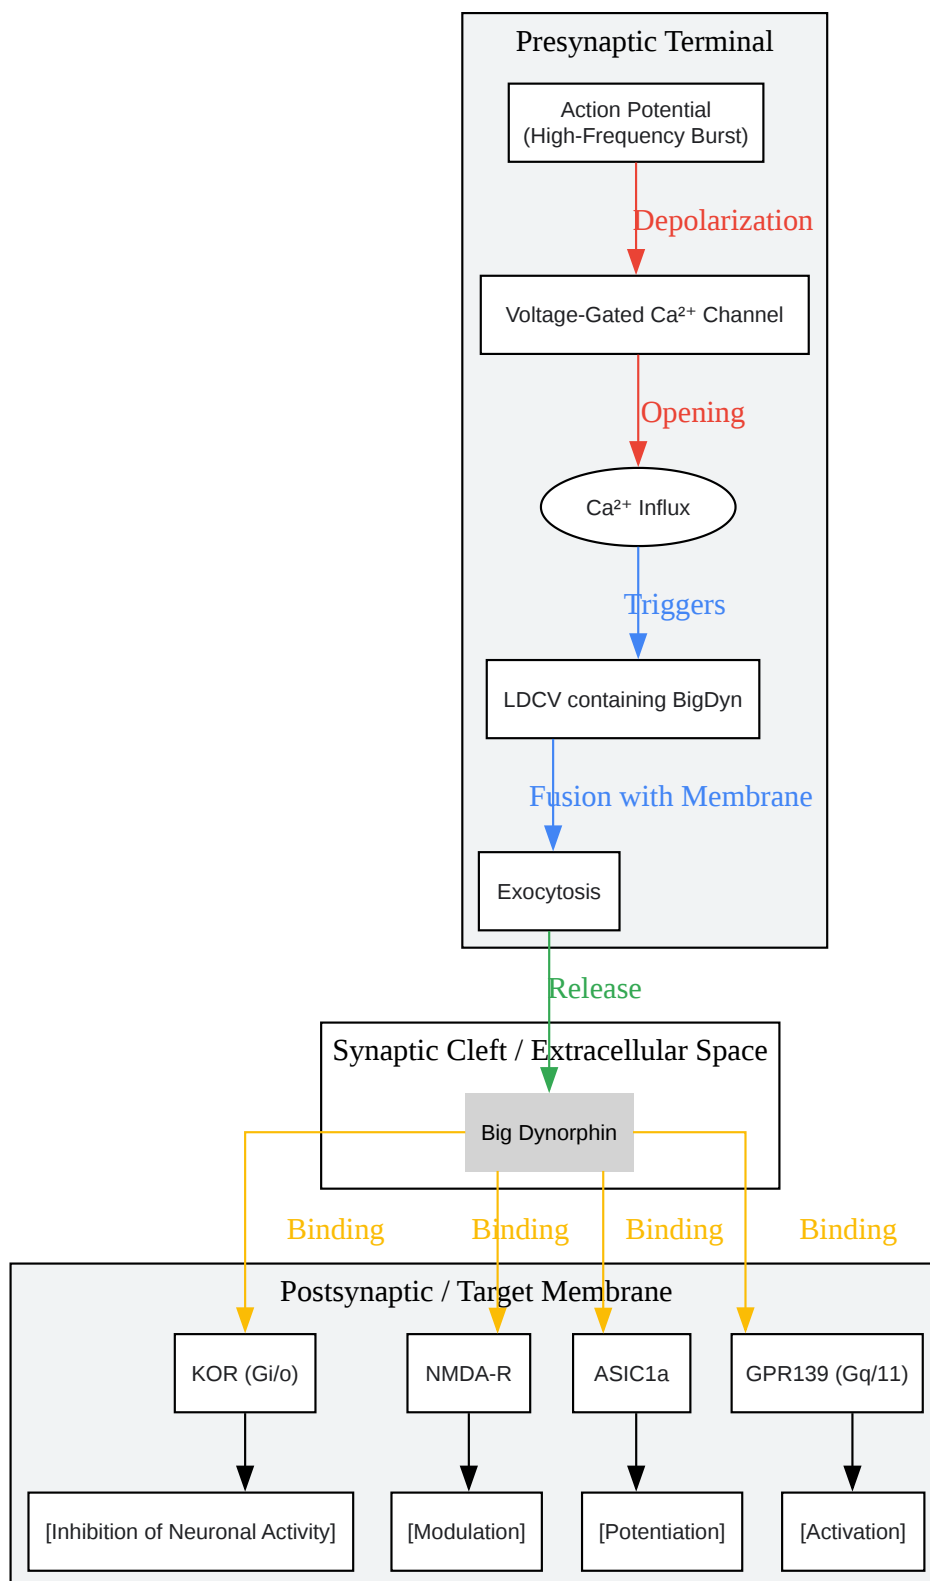 Presynaptic Terminal
Action Potential
(High-Frequency Burst)
Depolarization
Voltage-Gated Ca²⁺ Channel
Opening
Ca²⁺ Influx
Triggers
LDCV containing BigDyn
Fusion with Membrane
Exocytosis
Release
Synaptic Cleft / Extracellular Space
Big Dynorphin
Binding Binding Binding Binding
Postsynaptic / Target Membrane
KOR (Gi/o) NMDA-R ASIC1a GPR139 (Gq/11)
[Inhibition of Neuronal Activity] [Modulation] [Potentiation] [Activation]